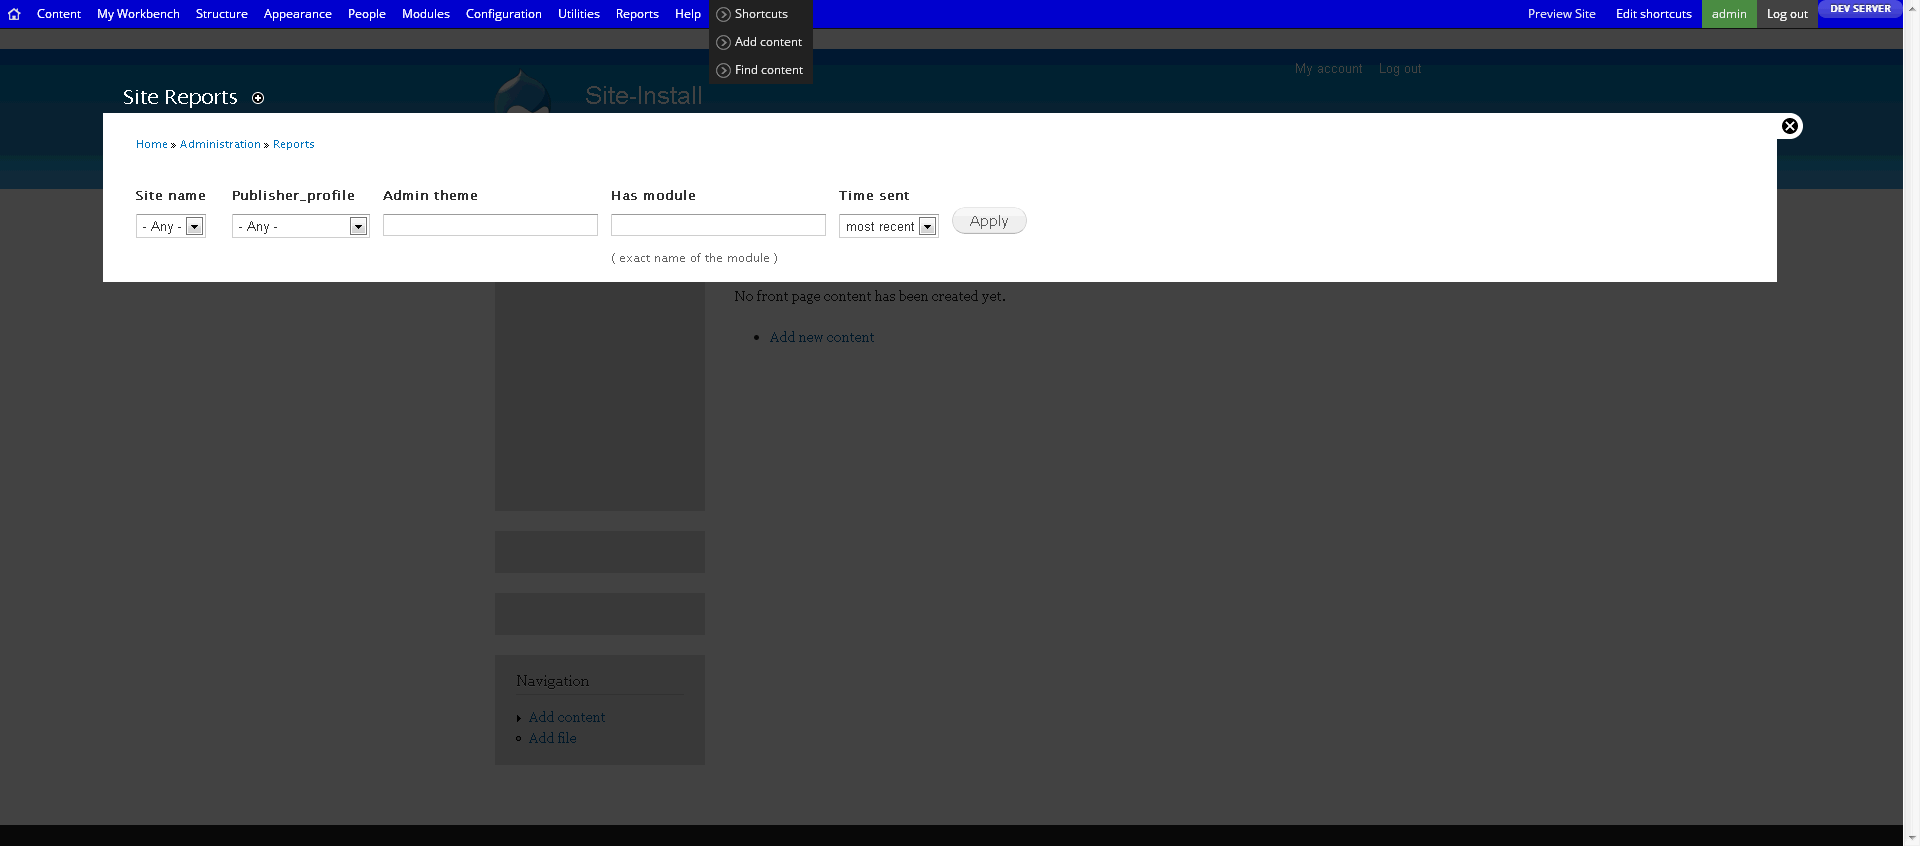 Content My Workbench Structure Appearance People Modules Configuration Utilities Reports Help Shortcuts Preview Site Edit shortcuts admin Log out DEV SERVER
Add content
Find content
My account Log out
Site Reports Site-Install
Home » Administration » Reports
Site name Publisher_profile Admin theme Has module Time sent
- Any - - Any - most recent Apply
( exact name of the module )
No front page content has been created yet.
Add new content
Navigation
Add content
Add file